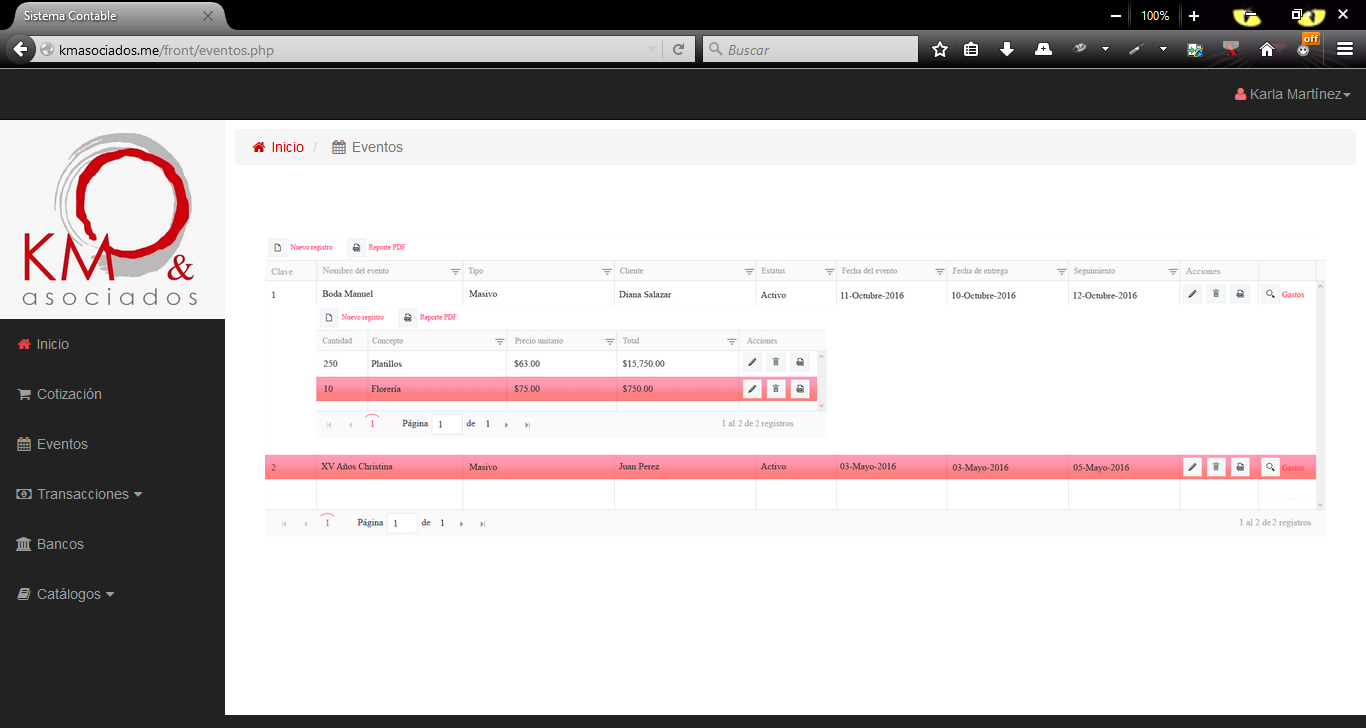 Sistema Contable
100%
kmasociados.me/front/eventos.php
Buscar
off
Karla Martínez
KM &
asociados
Inicio / Eventos
Inicio
Cotización
Eventos
Transacciones
Bancos
Catálogos
Nuevo registro Reporte PDF
Clave Nombre del evento Tipo Cliente Estatus Fecha del evento Fecha de entrega Seguimiento Acciones
1 Boda Manuel Masivo Diana Salazar Activo 11-Octubre-2016 10-Octubre-2016 12-Octubre-2016 Gastos
Nuevo registro Reporte PDF
Cantidad Concepto Precio unitario Total Acciones
250 Platillos $63.00 $15,750.00
10 Florería $75.00 $750.00
1 Página 1 de 1 1 al 2 de 2 registros
2 XV Años Christina Masivo Juan Perez Activo 03-Mayo-2016 03-Mayo-2016 05-Mayo-2016 Gastos
1 Página 1 de 1 1 al 2 de 2 registros